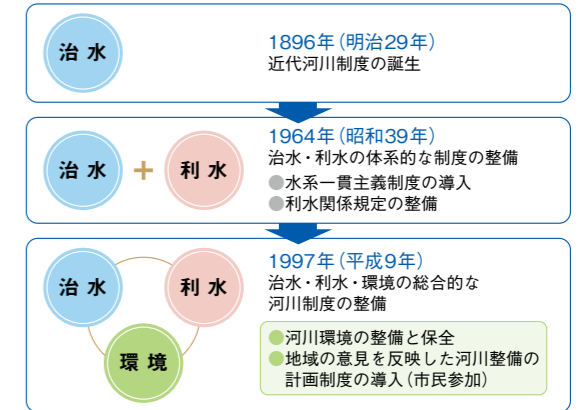 治水
1896年(明治29年)
近代河川制度の誕生
治水
+
利水
1964年(昭和39年)
治水・利水の体系的な制度の整備
●水系一貫主義制度の導入
●利水関係規定の整備
治水
利水
環境
1997年(平成9年)
治水・利水・環境の総合的な
河川制度の整備
●河川環境の整備と保全
●地域の意見を反映した河川整備の
計画制度の導入(市民参加)